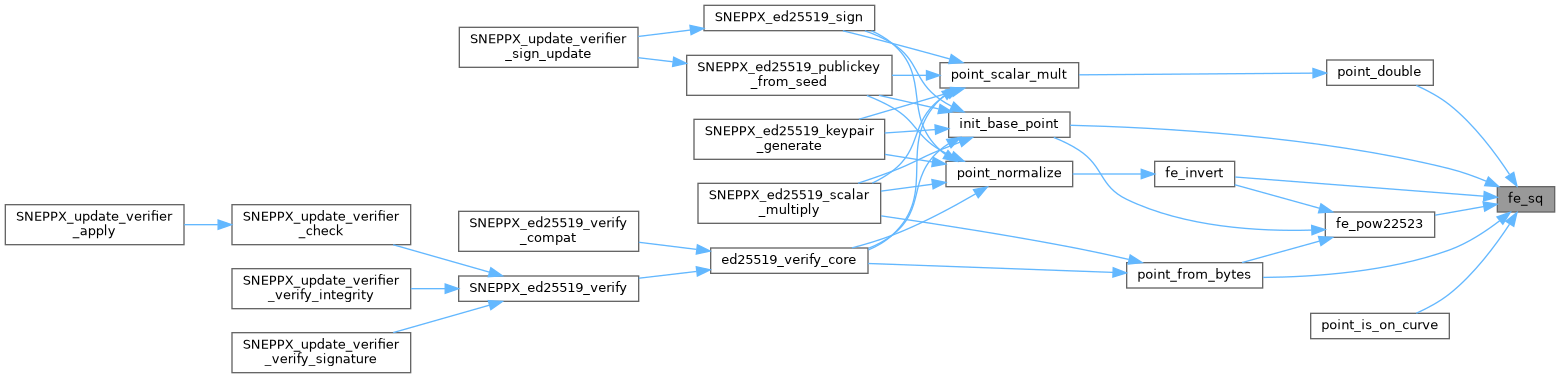 SNEPPX_ed25519_sign
SNEPPX_update_verifier
_sign_update
SNEPPX_ed25519_publickey
_from_seed
point_scalar_mult
point_double
init_base_point
SNEPPX_ed25519_keypair
_generate
point_normalize
fe_invert
SNEPPX_ed25519_scalar
_multiply
fe_sq
SNEPPX_update_verifier
_apply
SNEPPX_update_verifier
_check
SNEPPX_ed25519_verify
_compat
fe_pow22523
ed25519_verify_core
point_from_bytes
SNEPPX_update_verifier
_verify_integrity
SNEPPX_ed25519_verify
point_is_on_curve
SNEPPX_update_verifier
_verify_signature